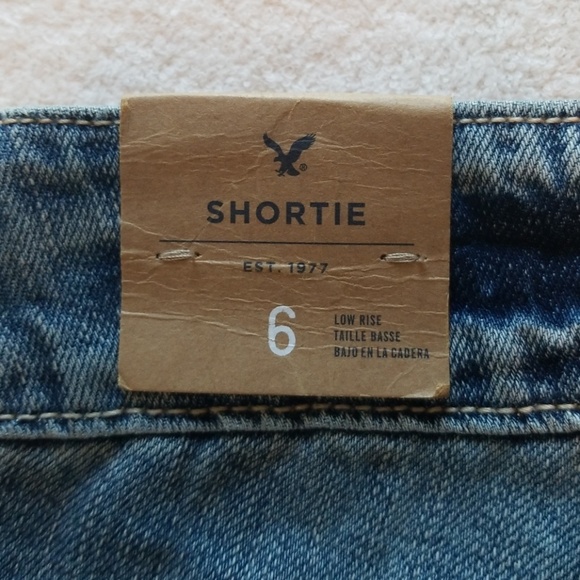 ®
SHORTIE
EST. 1977
6
LOW RISE
TAILLE BASSE
BAJO EN LA CADERA